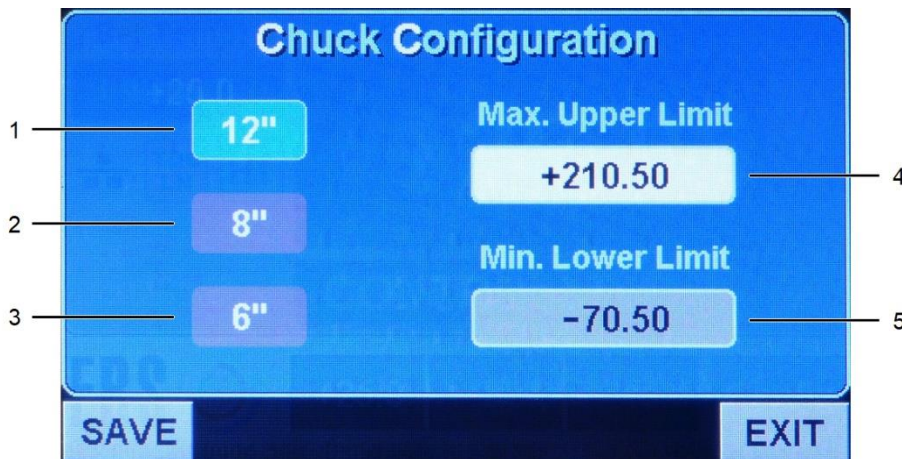 Chuck Configuration
1
12"
Max. Upper Limit
+210.50
4
2
8"
Min. Lower Limit
3
6"
−70.50
5
SAVE
EXIT